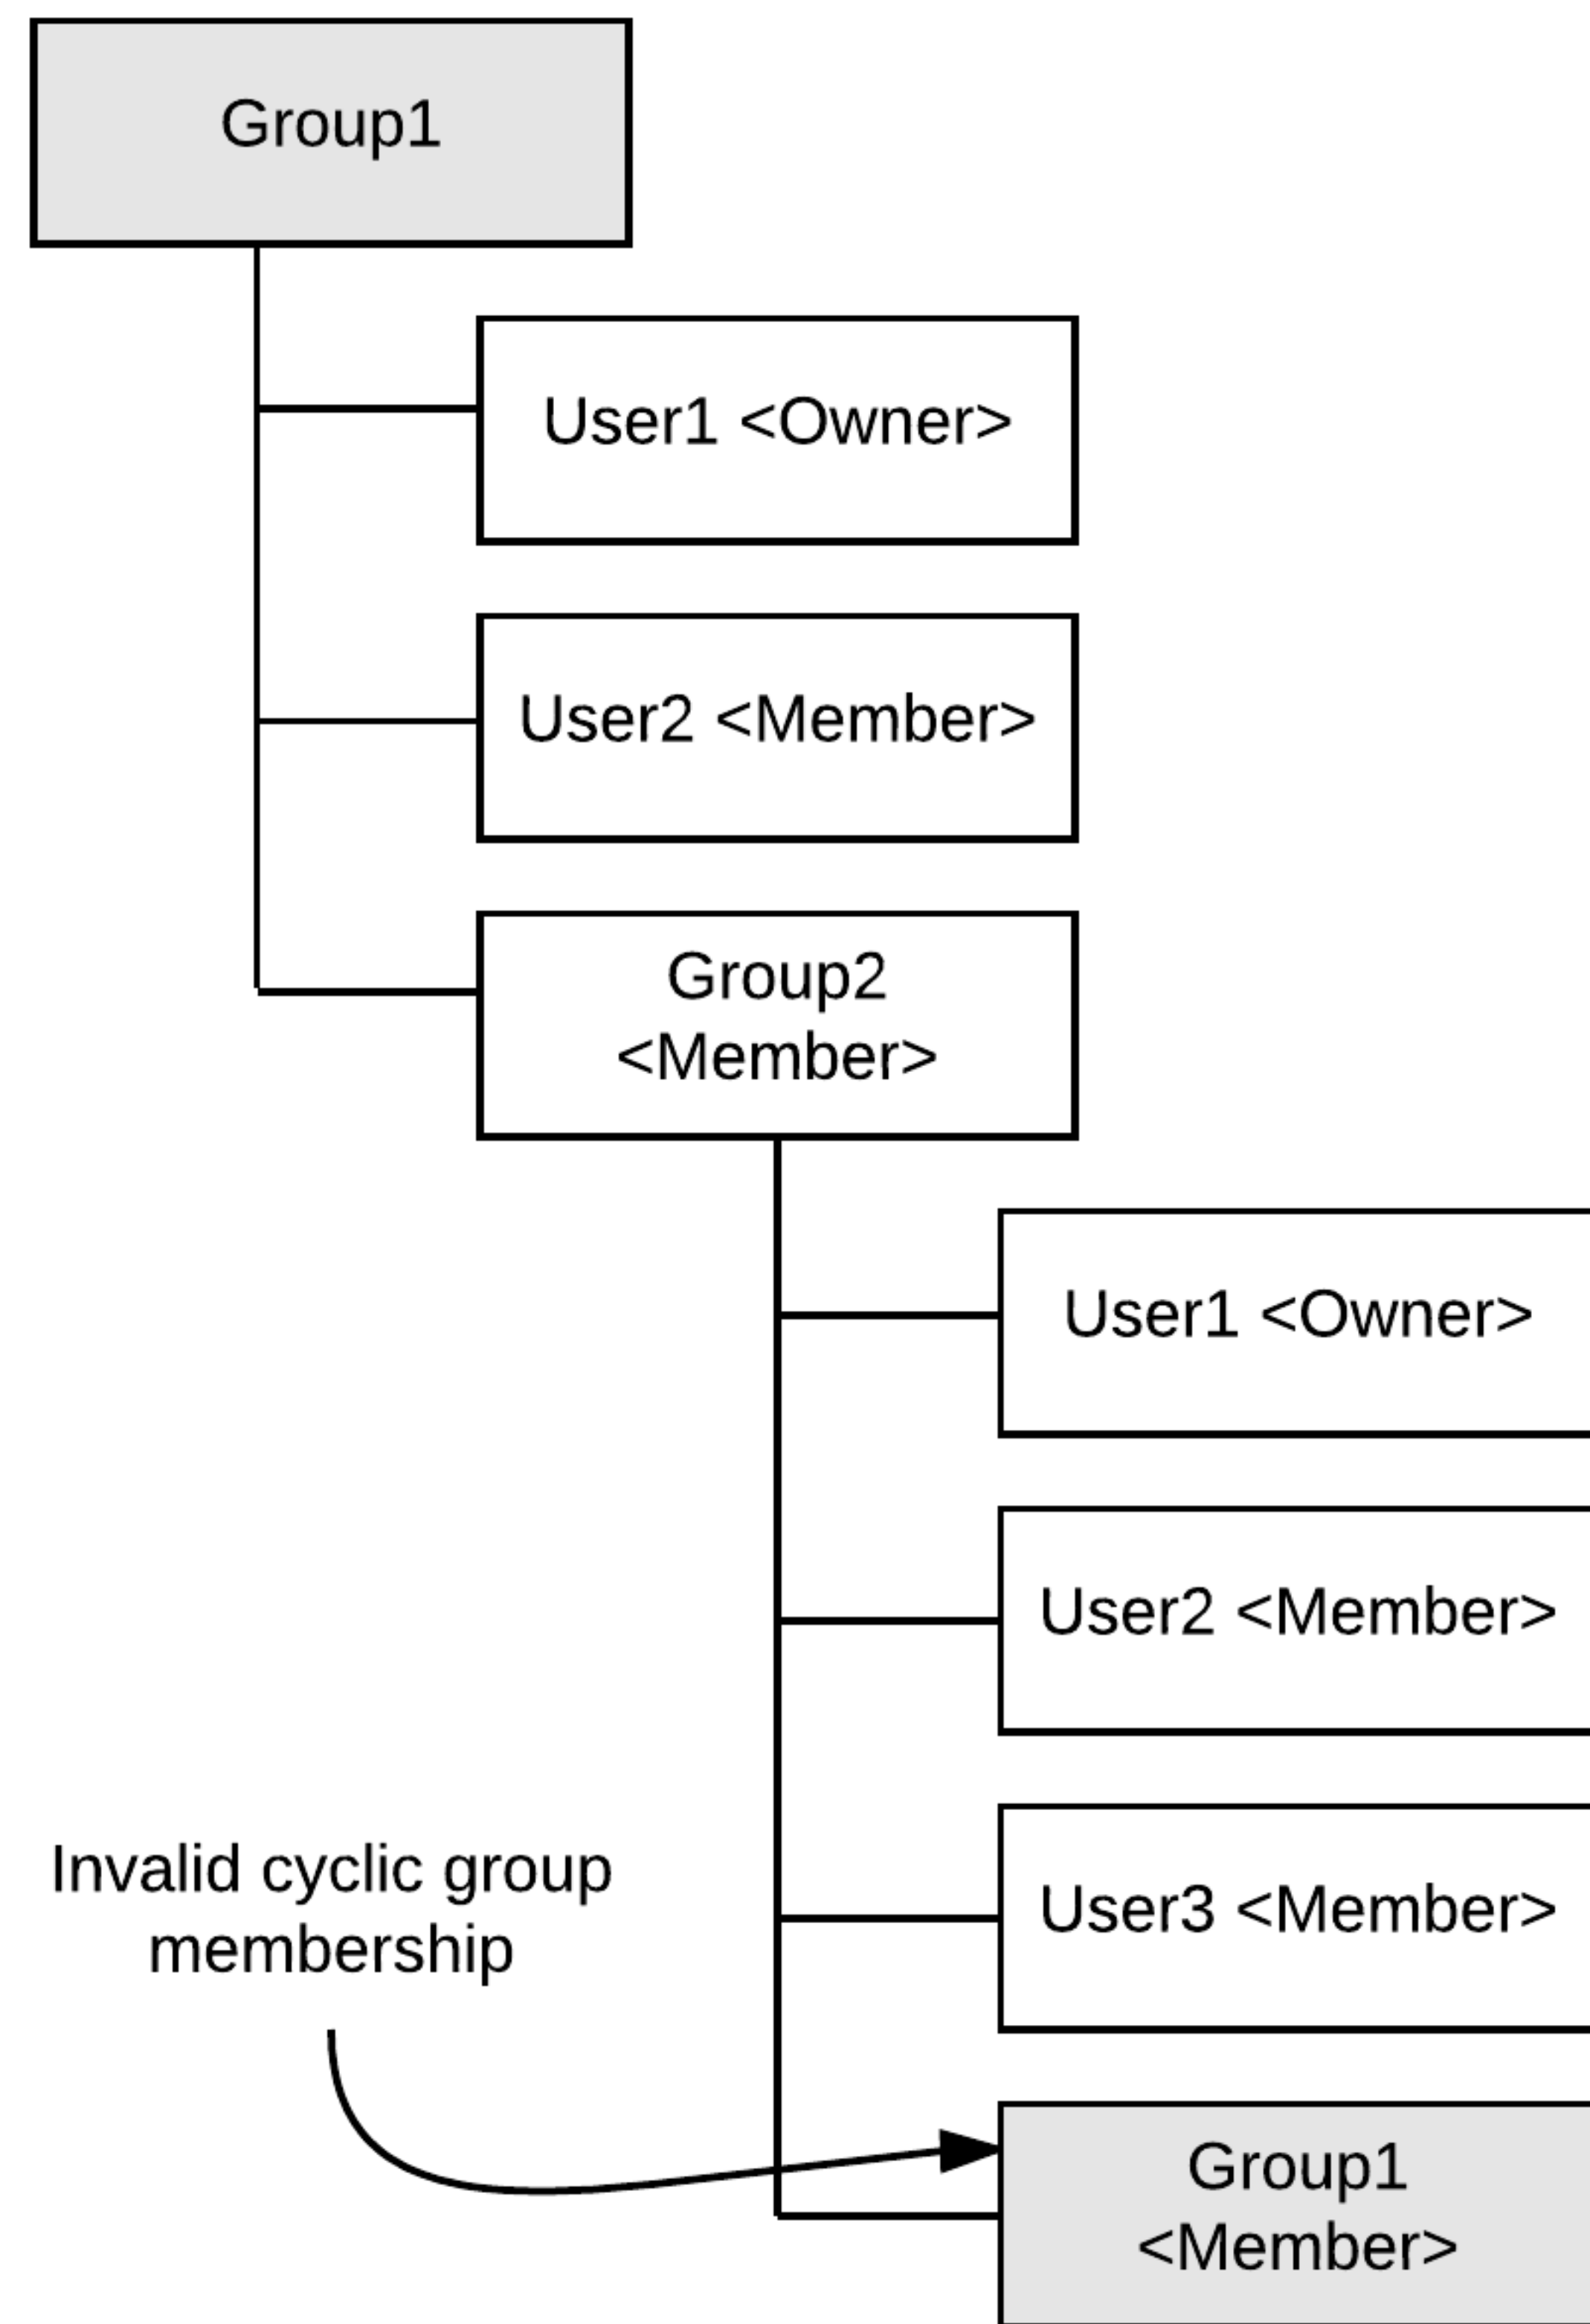 Group1
User1 <Owner>
User2 <Member>
Group2
<Member>
User1 <Owner>
User2 <Member>
User3 <Member>
Invalid cyclic group
membership
Group1
<Member>